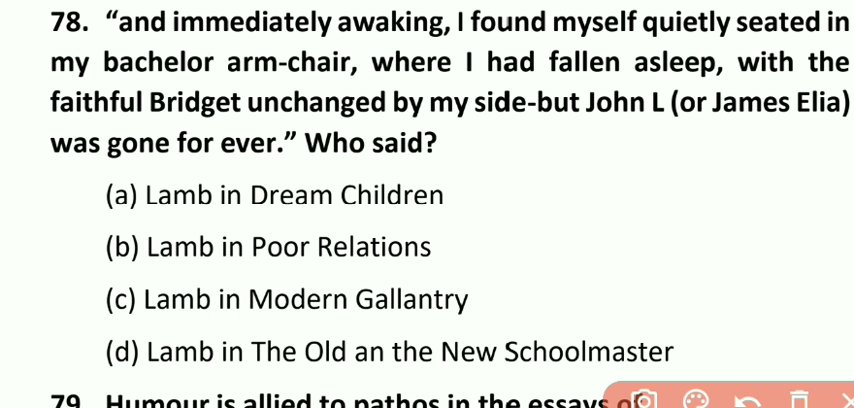 78. “and immediately awaking, I found myself quietly seated in
my bachelor arm-chair, where I had fallen asleep, with the
faithful Bridget unchanged by my side-but John L (or James Elia)
was gone for ever.” Who said?
(a) Lamb in Dream Children
(b) Lamb in Poor Relations
(c) Lamb in Modern Gallantry
(d) Lamb in The Old an the New Schoolmaster
79. Humour is allied to pathos in the essays of